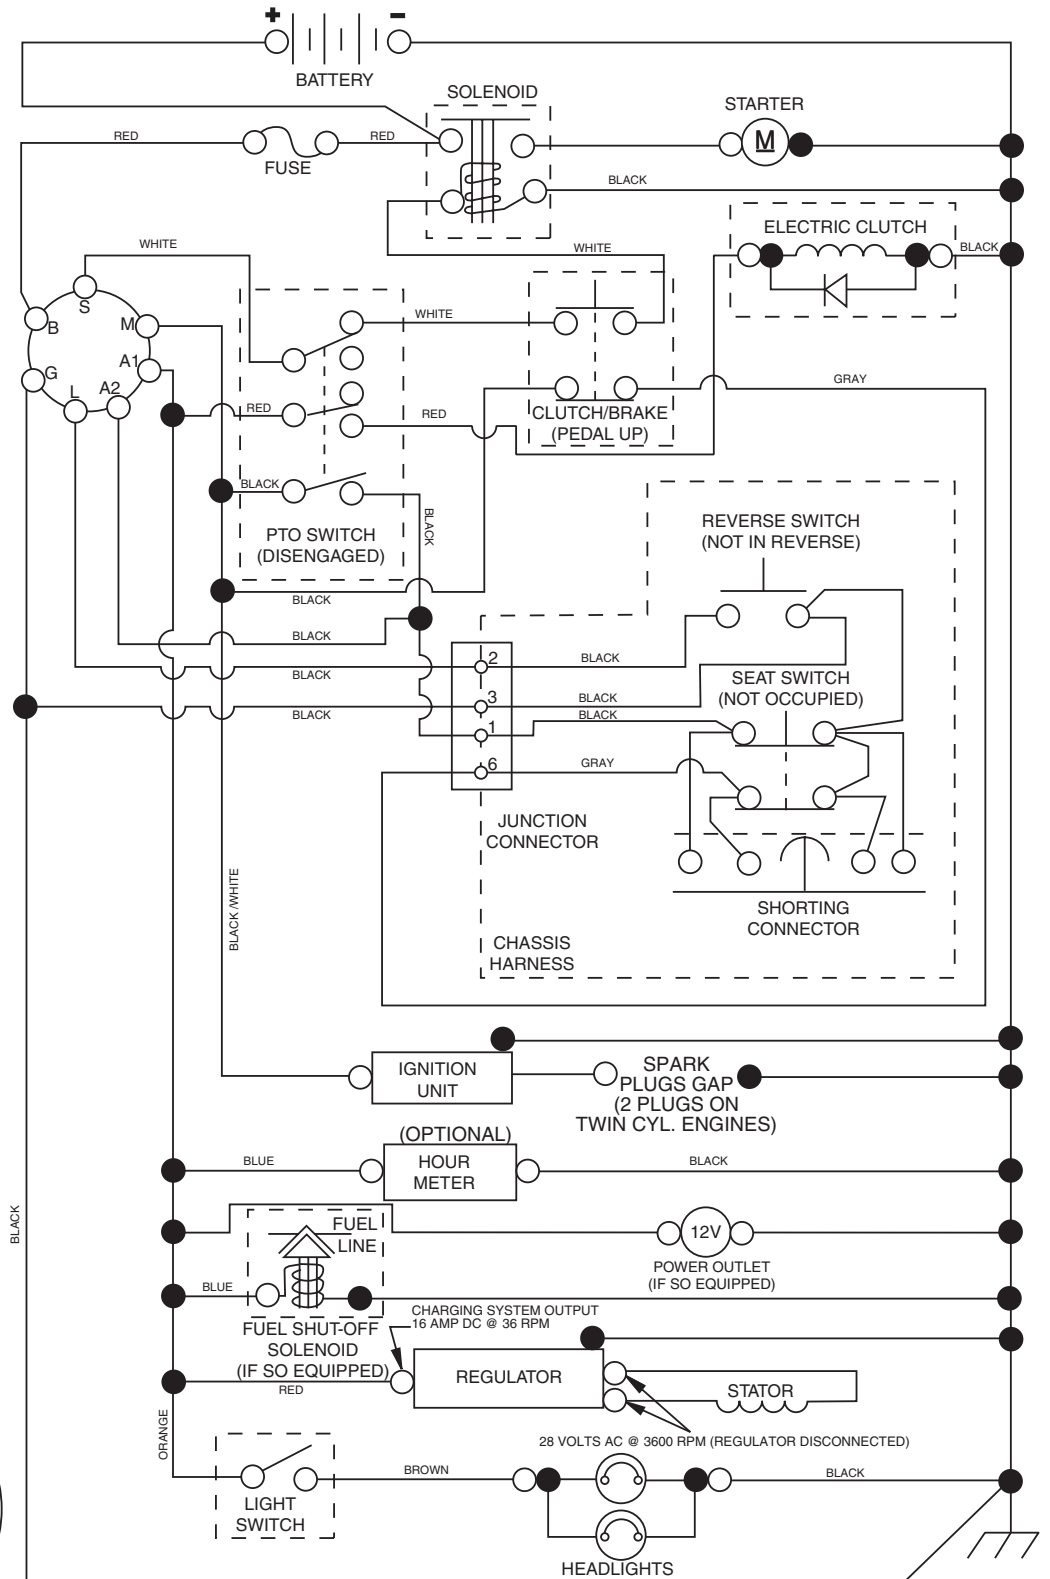 + −
BATTERY
SOLENOID
STARTER
M
RED
RED
FUSE
BLACK
WHITE
WHITE
ELECTRIC CLUTCH
BLACK
S
B
M
WHITE
A1
G
L
A2
GRAY
RED
RED
CLUTCH/BRAKE
(PEDAL UP)
BLACK
BLACK
PTO SWITCH
(DISENGAGED)
REVERSE SWITCH
(NOT IN REVERSE)
BLACK
BLACK
2
BLACK
BLACK
SEAT SWITCH
(NOT OCCUPIED)
3
BLACK
BLACK
BLACK
1
6
GRAY
JUNCTION
CONNECTOR
BLACK /WHITE
SHORTING
CONNECTOR
CHASSIS
HARNESS
IGNITION
UNIT
SPARK
PLUGS GAP
(2 PLUGS ON
TWIN CYL. ENGINES)
(OPTIONAL)
HOUR
METER
BLUE
BLACK
BLACK
FUEL
LINE
12V
POWER OUTLET
(IF SO EQUIPPED)
BLUE
CHARGING SYSTEM OUTPUT
16 AMP DC @ 36 RPM
FUEL SHUT-OFF
SOLENOID
(IF SO EQUIPPED)
RED
REGULATOR
STATOR
ORANGE
28 VOLTS AC @ 3600 RPM (REGULATOR DISCONNECTED)
BROWN
BLACK
LIGHT
SWITCH
HEADLIGHTS